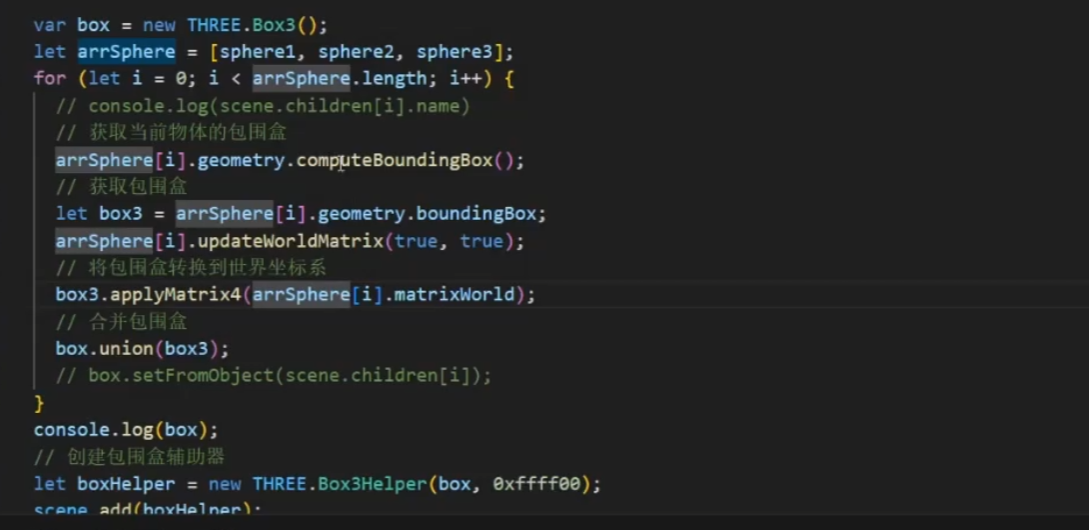 var box = new THREE.Box3();
let arrSphere = [sphere1, sphere2, sphere3];
for (let i = 0; i < arrSphere.length; i++) {
// console.log(scene.children[i].name)
// 获取当前物体的包围盒
arrSphere[i].geometry.computeBoundingBox();
// 获取包围盒
let box3 = arrSphere[i].geometry.boundingBox;
arrSphere[i].updateWorldMatrix(true, true);
// 将包围盒转换到世界坐标系
box3.applyMatrix4(arrSphere[i].matrixWorld);
// 合并包围盒
box.union(box3);
// box.setFromObject(scene.children[i]);
}
console.log(box);
// 创建包围盒辅助器
let boxHelper = new THREE.Box3Helper(box, 0xffff00);
scene.add(boxHelper);